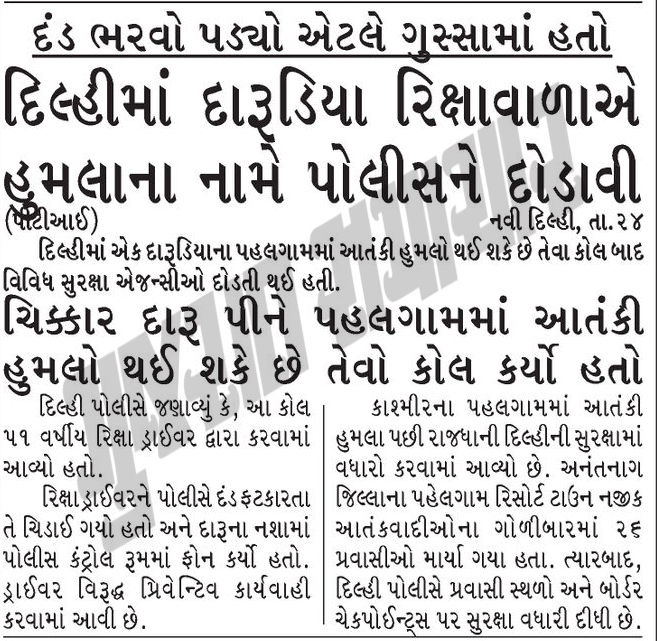 દંડ ભરવો પડ્યો એટલે ગુસ્સામાં હતો
દિલ્હીમાં દારૂડિયા રિક્ષાવાળાએ
હુમલાના નામે પોલીસને દોડાવી
(પીટીઆઈ) નવી દિલ્હી, તા.૨૪
દિલ્હીમાં એક દારૂડિયાના પહલગામમાં આતંકી હુમલો થઈ શકે છે તેવા કોલ બાદ
વિવિધ સુરક્ષા એજન્સીઓ દોડતી થઈ હતી.
ચિક્કાર દારૂ પીને પહલગામમાં આતંકી
હુમલો થઈ શકે છે તેવો કોલ કર્યો હતો
દિલ્હી પોલીસે જણાવ્યું કે, આ કોલ
૫૧ વર્ષીય રિક્ષા ડ્રાઈવર દ્વારા કરવામાં
આવ્યો હતો.
રિક્ષાડ્રાઈવરને પોલીસે દંડ ફટકારતા
તે ચિડાઈ ગયો હતો અને દારૂના નશામાં
પોલીસ કંટ્રોલ રૂમમાં ફોન કર્યો હતો.
ડ્રાઈવર વિરૂદ્ધ પ્રિવેન્ટિવ કાર્યવાહી
કરવામાં આવી છે.
કાશ્મીરના પહલગામમાં આતંકી
હુમલા પછી રાજધાની દિલ્હીની સુરક્ષામાં
વધારો કરવામાં આવ્યો છે. અનંતનાગ
જિલ્લાના પહેલગામ રિસોર્ટ ટાઉન નજીક
આતંકવાદીઓના ગોળીબારમાં ૨૬
પ્રવાસીઓ માર્યા ગયા હતા. ત્યારબાદ,
દિલ્હી પોલીસે પ્રવાસી સ્થળો અને બોર્ડર
ચેકપોઈન્ટ્સ પર સુરક્ષા વધારી દીધી છે.
ગુજરાત સમાચાર